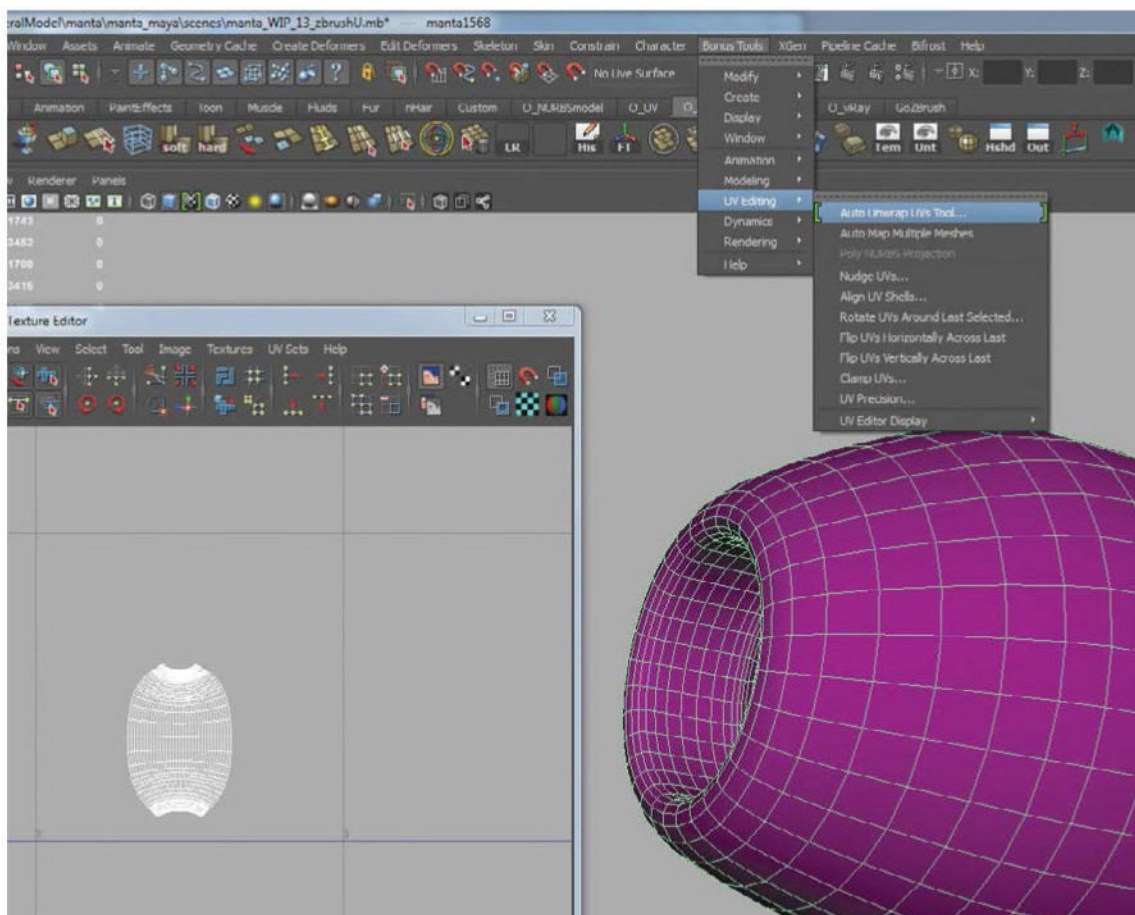 eralModel\manta\manta_maya\scenes\manta_WIP_13_zbrushU.mb* --- manta1568
Window Assets Animate Geometry Cache Create Deformers Edit Deformers Skeleton Skin Constrain Character Bonus Tools XGen Pipeline Cache Bifrost Help
No Live Surface X: Y: Z:
Animation PaintEffects Toon Muscle Fluids Fur nHair Custom O_NURBSmodel O_UV O_ O_vRay GoZBrush
soft hard LR His FT Tem Unt Hshd Out
Renderer Panels
1743 0
3482 0
1700 0
3416 0
Modify
Create
Display
Window
Animation
Modeling
UV Editing
Dynamics
Rendering
Help
Auto Unwrap UVs Tool...
Auto Map Multiple Meshes
Poly NURBS Projection
Nudge UVs...
Align UV Shells...
Rotate UVs Around Last Selected...
Flip UVs Horizontally Across Last
Flip UVs Vertically Across Last
Clamp UVs...
UV Precision...
UV Editor Display
Texture Editor
View Select Tool Image Textures UV Sets Help